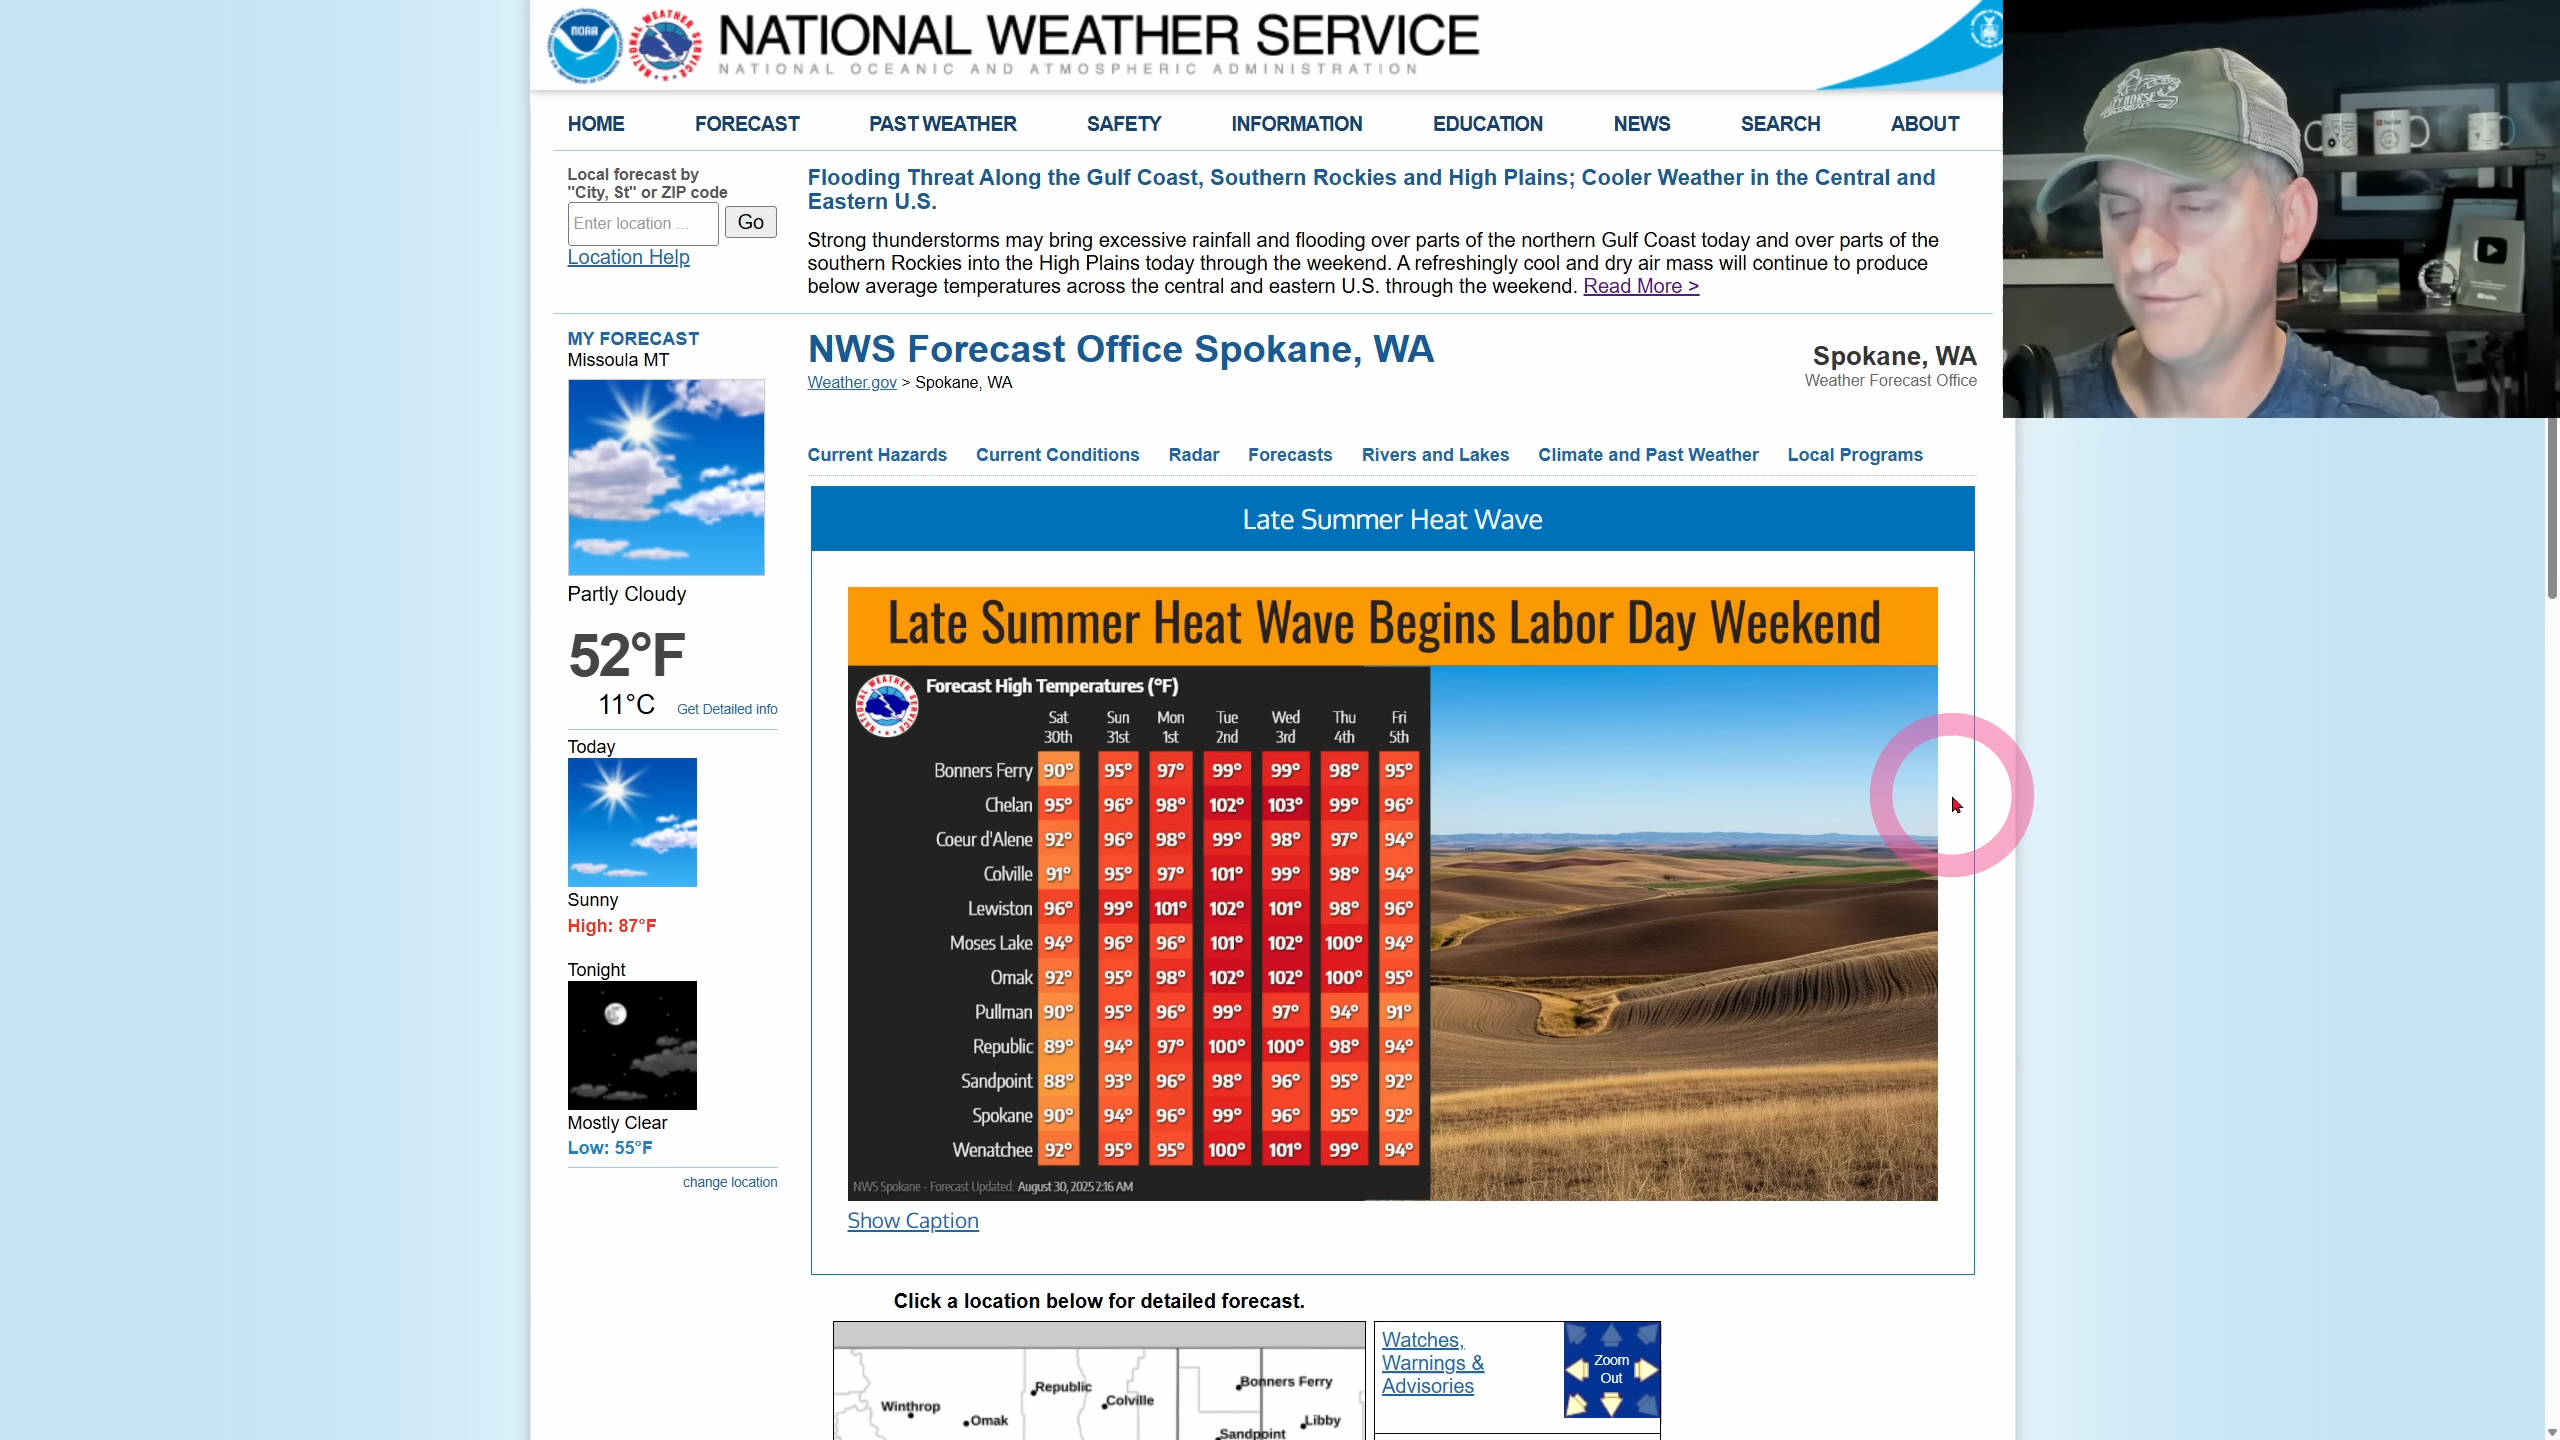 NOAA
NATIONAL WEATHER SERVICE
NATIONAL OCEANIC AND ATMOSPHERIC ADMINISTRATION
HOME FORECAST PAST WEATHER SAFETY INFORMATION EDUCATION NEWS SEARCH ABOUT
Local forecast by
"City, St" or ZIP code
Enter location ... Go
Location Help
Flooding Threat Along the Gulf Coast, Southern Rockies and High Plains; Cooler Weather in the Central and
Eastern U.S.
Strong thunderstorms may bring excessive rainfall and flooding over parts of the northern Gulf Coast today and over parts of the
southern Rockies into the High Plains today through the weekend. A refreshingly cool and dry air mass will continue to produce
below average temperatures across the central and eastern U.S. through the weekend. Read More >
MY FORECAST
Missoula MT
Partly Cloudy
52°F
11°C Get Detailed info
Today
Sunny
High: 87°F
Tonight
Mostly Clear
Low: 55°F
change location
NWS Forecast Office Spokane, WA
Weather.gov > Spokane, WA
Spokane, WA
Weather Forecast Office
Current Hazards Current Conditions Radar Forecasts Rivers and Lakes Climate and Past Weather Local Programs
Late Summer Heat Wave
Late Summer Heat Wave Begins Labor Day Weekend
Forecast High Temperatures (°F)
Sat Sun Mon Tue Wed Thu Fri
30th 31st 1st 2nd 3rd 4th 5th
Bonners Ferry 90° 95° 97° 99° 99° 98° 95°
Chelan 95° 96° 98° 102° 103° 99° 96°
Coeur d'Alene 92° 96° 98° 99° 98° 97° 94°
Colville 91° 95° 97° 101° 99° 98° 94°
Lewiston 96° 99° 101° 102° 101° 98° 96°
Moses Lake 94° 96° 96° 101° 102° 100° 94°
Omak 92° 95° 98° 102° 102° 100° 95°
Pullman 90° 95° 96° 99° 97° 94° 91°
Republic 89° 94° 97° 100° 100° 98° 94°
Sandpoint 88° 93° 96° 98° 96° 95° 92°
Spokane 90° 94° 96° 99° 96° 95° 92°
Wenatchee 92° 95° 95° 100° 101° 99° 94°
NWS Spokane - Forecast Updated: August 30, 2025 2:16 AM
Show Caption
Click a location below for detailed forecast.
Republic
Bonners Ferry
Colville
Winthrop
Omak
Libby
Sandpoint
Watches,
Warnings &
Advisories
Zoom
Out